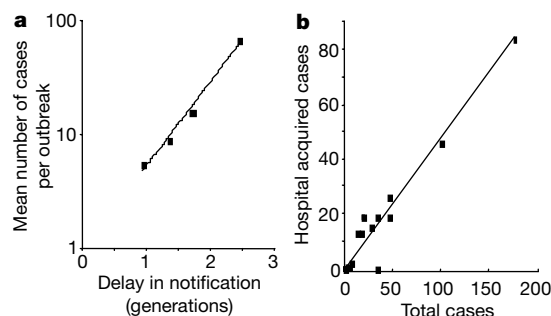 a
Mean number of cases
per outbreak
100
10
1
0
1
2
3
Delay in notification
(generations)
b
Hospital acquired cases
80
60
40
20
0
0
50
100
150
200
Total cases